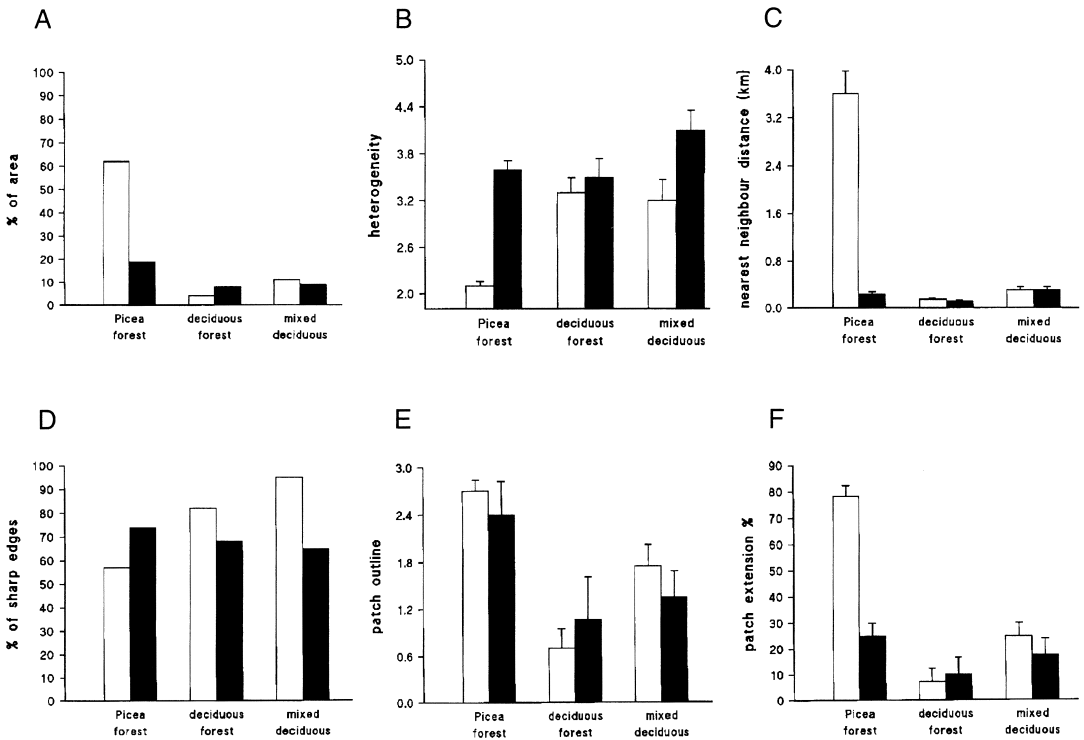 A
B
C
% of area
100
90
80
70
60
50
40
30
20
10
0
Picea forest
deciduous forest
mixed deciduous
heterogeneity
5.0
4.4
3.8
3.2
2.6
2.0
Picea forest
deciduous forest
mixed deciduous
nearest neighbour distance (km)
4.0
3.2
2.4
1.6
0.8
0.0
Picea forest
deciduous forest
mixed deciduous
D
E
F
% of sharp edges
100
90
80
70
60
50
40
30
20
10
0
Picea forest
deciduous forest
mixed deciduous
patch outline
3.0
2.4
1.8
1.2
0.6
0.0
Picea forest
deciduous forest
mixed deciduous
patch extension %
90
80
70
60
50
40
30
20
10
0
Picea forest
deciduous forest
mixed deciduous